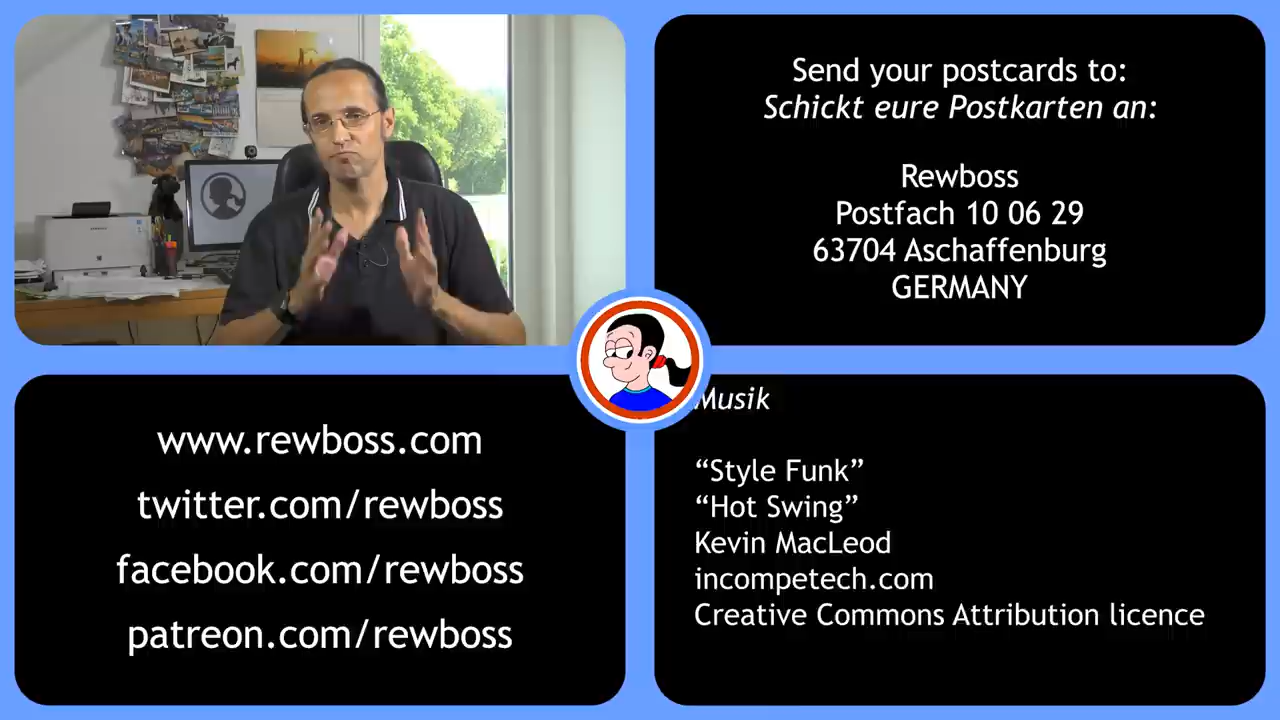 Send your postcards to:
Schickt eure Postkarten an:
Rewboss
Postfach 10 06 29
63704 Aschaffenburg
GERMANY
www.rewboss.com
twitter.com/rewboss
facebook.com/rewboss
patreon.com/rewboss
Musik
“Style Funk”
“Hot Swing”
Kevin MacLeod
incompetech.com
Creative Commons Attribution licence